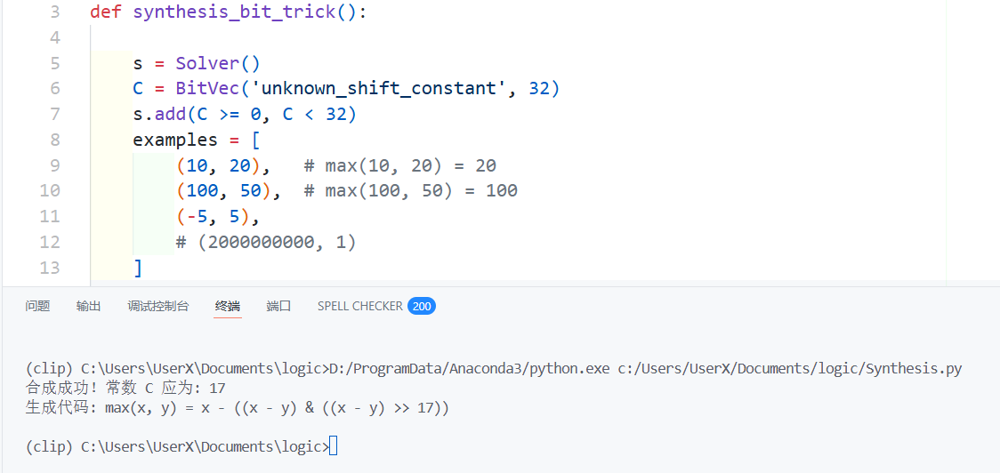 3 def synthesis_bit_trick():
4
5 s = Solver()
6 C = BitVec('unknown_shift_constant', 32)
7 s.add(C >= 0, C < 32)
8 examples = [
9 (10, 20),   # max(10, 20) = 20
10 (100, 50),  # max(100, 50) = 100
11 (-5, 5),
12 # (2000000000, 1)
13 ]
问题 输出 调试控制台 终端 端口 SPELL CHECKER 200
(clip) C:\Users\UserX\Documents\logic>D:/ProgramData/Anaconda3/python.exe c:/Users/UserX/Documents/logic/Synthesis.py
合成成功! 常数 C 应为: 17
生成代码: max(x, y) = x - ((x - y) & ((x - y) >> 17))
(clip) C:\Users\UserX\Documents\logic>